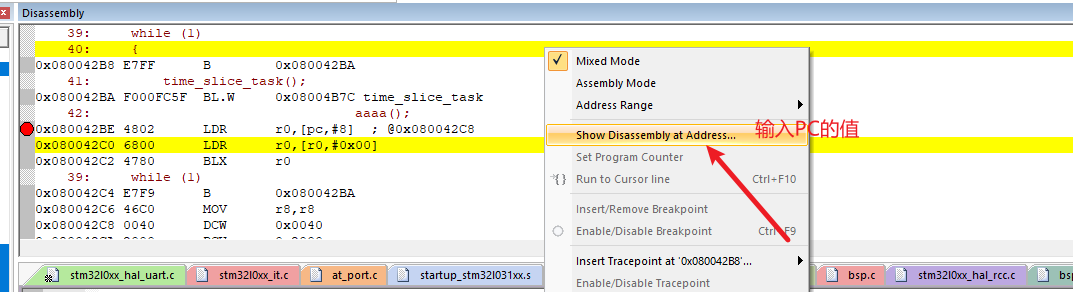 Disassembly
39: while (1)
40: {
0x080042B8 E7FF B 0x080042BA
41: time_slice_task();
0x080042BA F000FC5F BL.W 0x08004B7C time_slice_task
42: aaaa();
0x080042BE 4802 LDR r0,[pc,#8] ; @0x080042C8
0x080042C0 6800 LDR r0,[r0,#0x00]
0x080042C2 4780 BLX r0
39: while (1)
0x080042C4 E7F9 B 0x080042BA
0x080042C6 46C0 MOV r8,r8
0x080042C8 0040 DCW 0x0040
Mixed Mode
Assembly Mode
Address Range
Show Disassembly at Address...
输入PC的值
Set Program Counter
Run to Cursor line Ctrl+F10
Insert/Remove Breakpoint
Enable/Disable Breakpoint Ctrl+F9
Insert Tracepoint at '0x080042B8'...
Enable/Disable Tracepoint
stm32l0xx_hal_uart.c
stm32l0xx_it.c
at_port.c
startup_stm32l031xx.s
bsp.c
stm32l0xx_hal_rcc.c